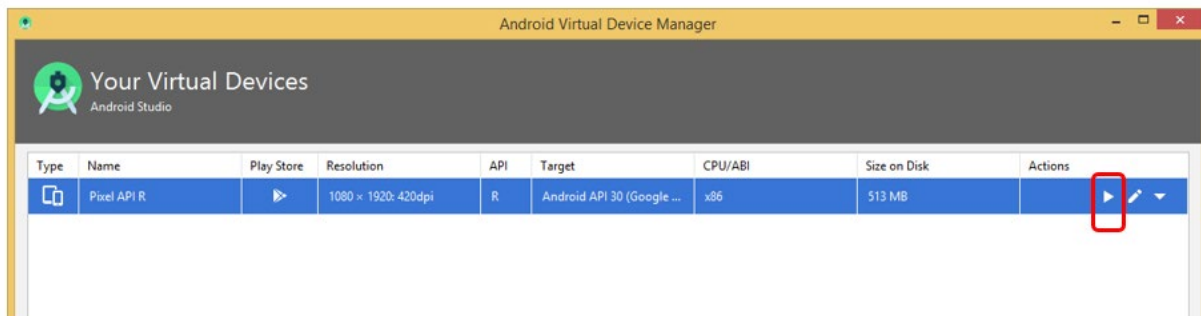 Android Virtual Device Manager
Your Virtual Devices
Android Studio
Type Name Play Store Resolution API Target CPU/ABI Size on Disk Actions
Pixel API R 1080 × 1920: 420dpi R Android API 30 (Google ... x86 513 MB